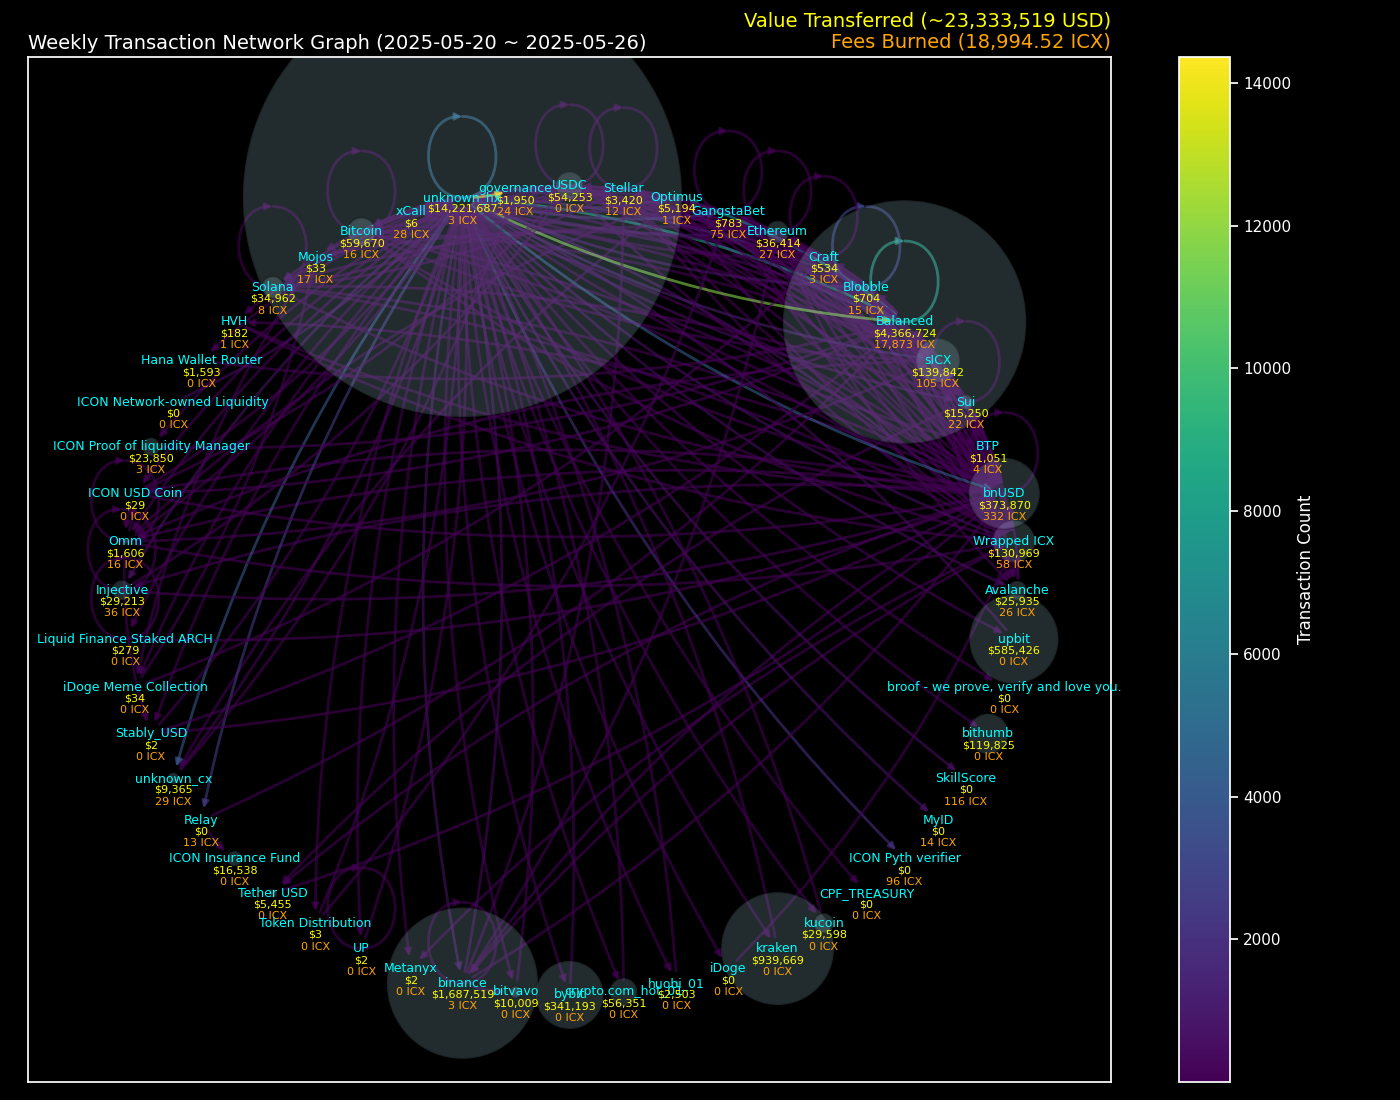 Value Transferred (~23,333,519 USD)
Weekly Transaction Network Graph (2025-05-20 ~ 2025-05-26)
Fees Burned (18,994.52 ICX)
unknown_hx
$14,221,687
3 ICX
governance
$1,950
24 ICX
USDC
$54,253
0 ICX
Stellar
$3,420
12 ICX
Optimus
$5,194
1 ICX
GangstaBet
$783
75 ICX
Ethereum
$36,414
27 ICX
Craft
$534
3 ICX
Blobble
$704
15 ICX
Balanced
$4,366,724
17,873 ICX
sICX
$139,842
105 ICX
Sui
$15,250
22 ICX
BTP
$1,051
4 ICX
bnUSD
$373,870
332 ICX
Wrapped ICX
$130,969
58 ICX
Avalanche
$25,935
26 ICX
upbit
$585,426
0 ICX
broof - we prove, verify and love you.
$0
0 ICX
bithumb
$119,825
0 ICX
SkillScore
$0
116 ICX
MyID
$0
14 ICX
ICON Pyth verifier
$0
96 ICX
CPF_TREASURY
$0
0 ICX
kucoin
$29,598
0 ICX
kraken
$939,669
0 ICX
iDoge
$0
0 ICX
huobi_01
$2,503
0 ICX
crypto.com_hot_01
$56,351
0 ICX
bybit
$341,193
0 ICX
bitvavo
$10,009
0 ICX
binance
$1,687,519
3 ICX
Metanyx
$2
0 ICX
UP
$2
0 ICX
Token Distribution
$3
0 ICX
Tether USD
$5,455
0 ICX
ICON Insurance Fund
$16,538
0 ICX
Relay
$0
13 ICX
unknown_cx
$9,365
29 ICX
Stably_USD
$2
0 ICX
iDoge Meme Collection
$34
0 ICX
Liquid Finance Staked ARCH
$279
0 ICX
Injective
$29,213
36 ICX
Omm
$1,606
16 ICX
ICON USD Coin
$29
0 ICX
ICON Proof of liquidity Manager
$23,850
3 ICX
ICON Network-owned Liquidity
$0
0 ICX
Hana Wallet Router
$1,593
0 ICX
HVH
$182
1 ICX
Solana
$34,962
8 ICX
Mojos
$33
17 ICX
Bitcoin
$59,670
16 ICX
xCall
$6
28 ICX
14000
12000
10000
8000
6000
4000
2000
Transaction Count